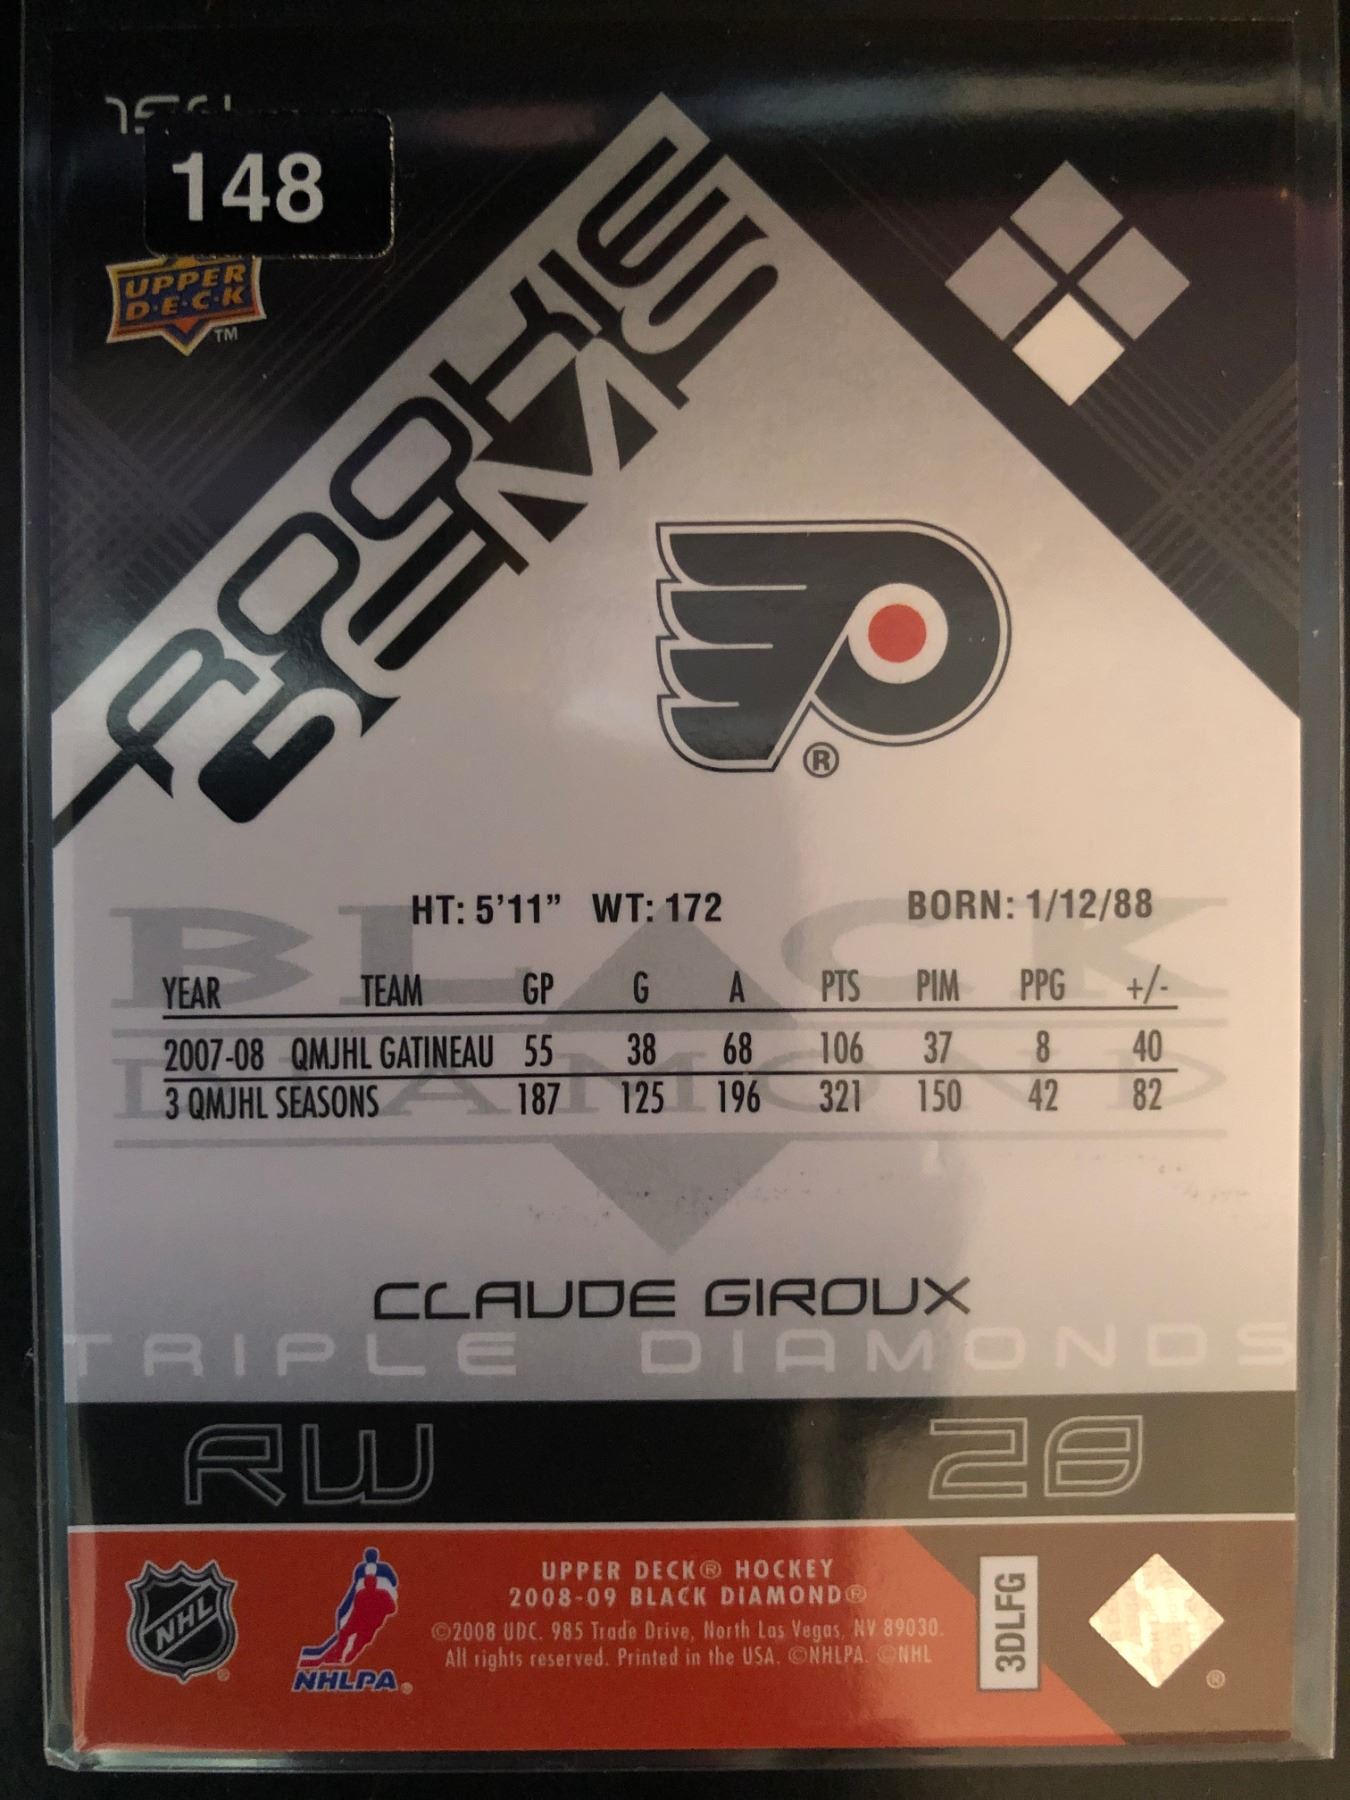 148
UPPER
D·E·C·K
TM
ROOKIE
GEMS
®
BLACK
DIAMOND
HT: 5'11" WT: 172 BORN: 1/12/88
YEAR TEAM GP G A PTS PIM PPG +/-
2007-08 QMJHL GATINEAU 55 38 68 106 37 8 40
3 QMJHL SEASONS 187 125 196 321 150 42 82
CLAUDE GIROUX
TRIPLE DIAMONDS
RW 28
NHL ®
NHLPA ®
UPPER DECK® HOCKEY
2008-09 BLACK DIAMOND®
©2008 UDC. 985 Trade Drive, North Las Vegas, NV 89030.
All rights reserved. Printed in the USA. ©NHLPA. ©NHL
3DLFG
®